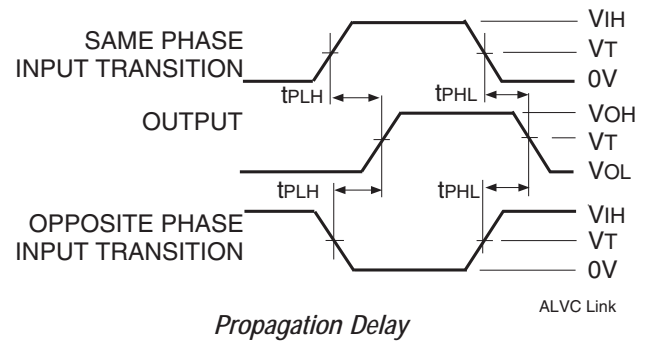 SAME PHASE
INPUT TRANSITION
VIH
VT
0V
tPLH
tPHL
OUTPUT
VOH
VT
VOL
tPLH
tPHL
OPPOSITE PHASE
INPUT TRANSITION
VIH
VT
0V
ALVC Link
Propagation Delay